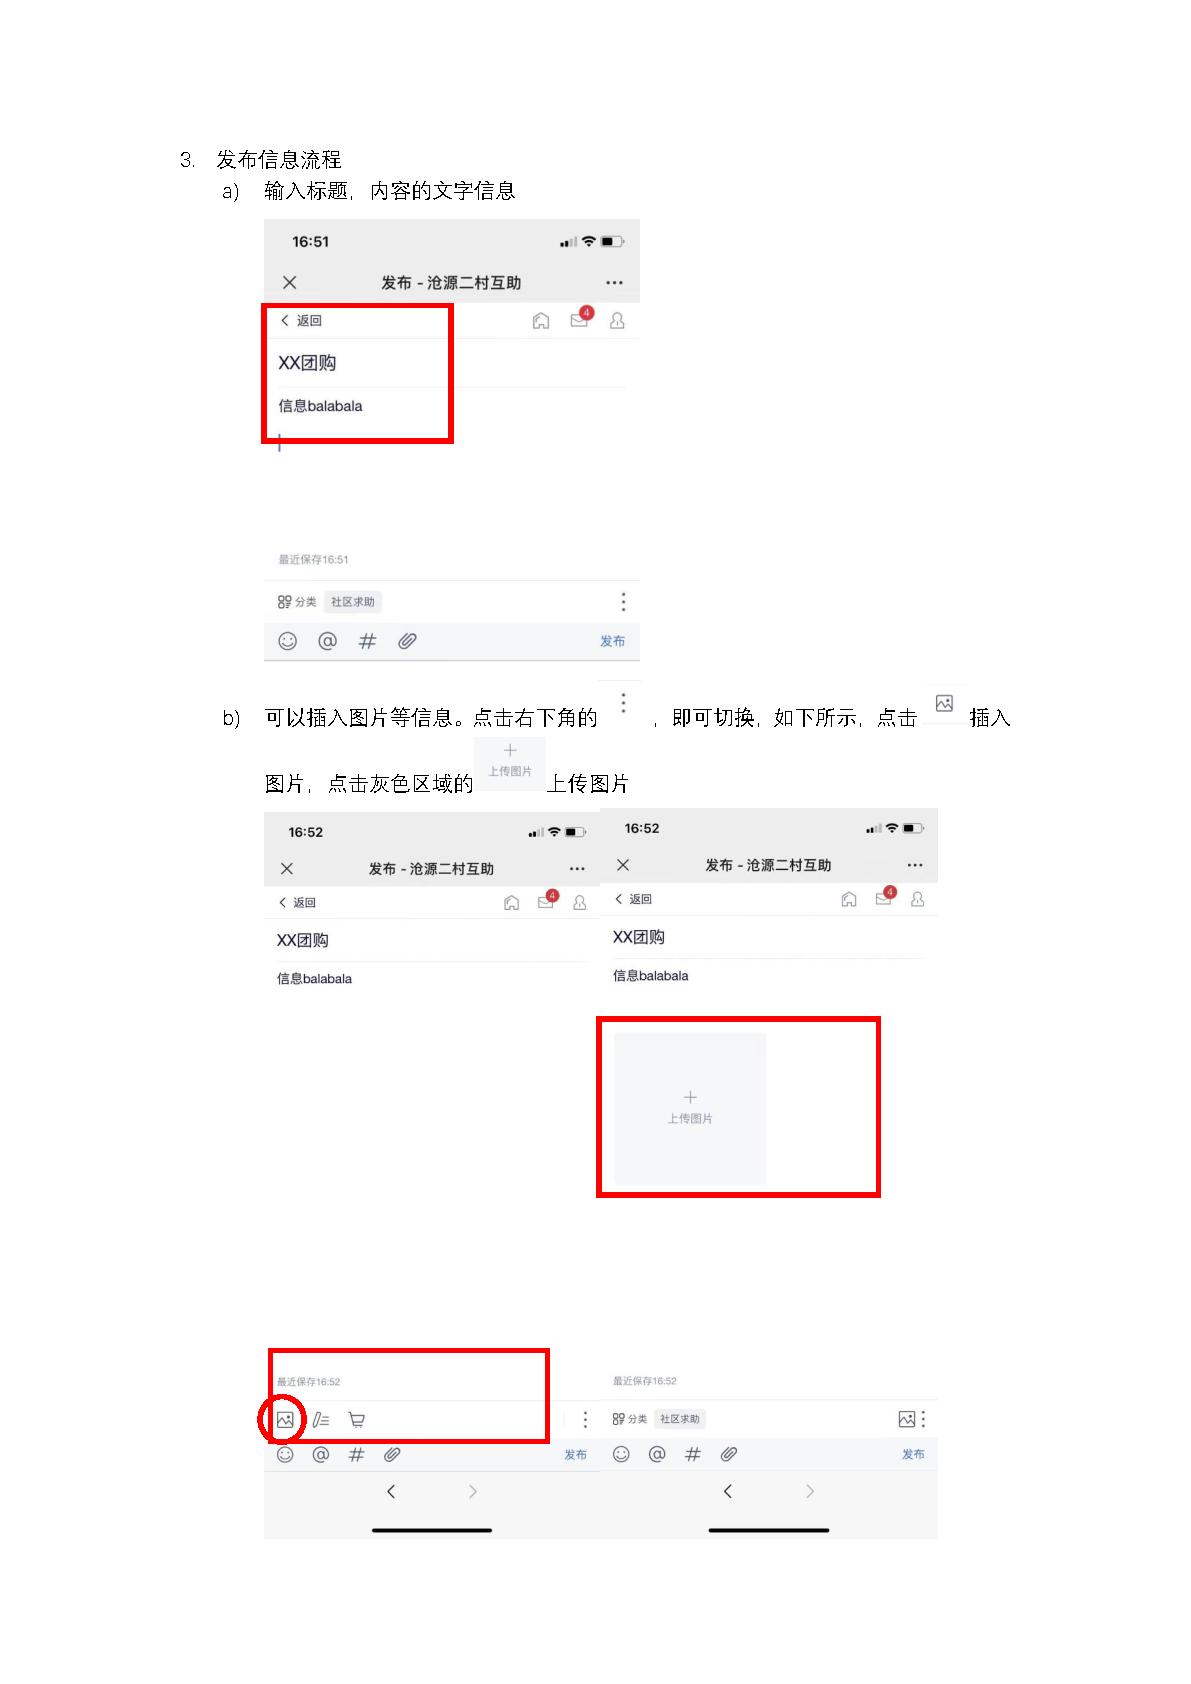 3. 发布信息流程
a) 输入标题，内容的文字信息
16:51
发布 - 沧源二村互助
返回
4
XX团购
信息balabala
最近保存16:51
分类 社区求助
发布
b) 可以插入图片等信息。点击右下角的 ，即可切换，如下所示，点击 插入
图片，点击灰色区域的 上传图片 上传图片
16:52
发布 - 沧源二村互助
返回
4
XX团购
信息balabala
最近保存16:52
发布
16:52
发布 - 沧源二村互助
返回
4
XX团购
信息balabala
上传图片
最近保存16:52
分类 社区求助
发布